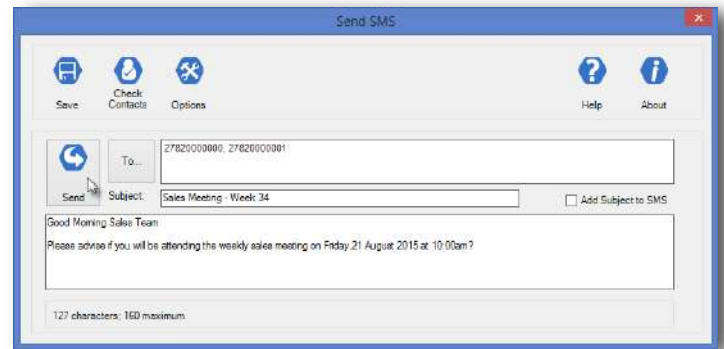 Send SMS
Save
Check
Contacts
Options
Help
About
Send
To...
27820000000; 27820000001
Subject:
Sales Meeting - Week 34
Add Subject to SMS
Good Morning Sales Team
Please advise if you will be attending the weekly sales meeting on Friday 21 August 2015 at 10:00am?
127 characters; 160 maximum